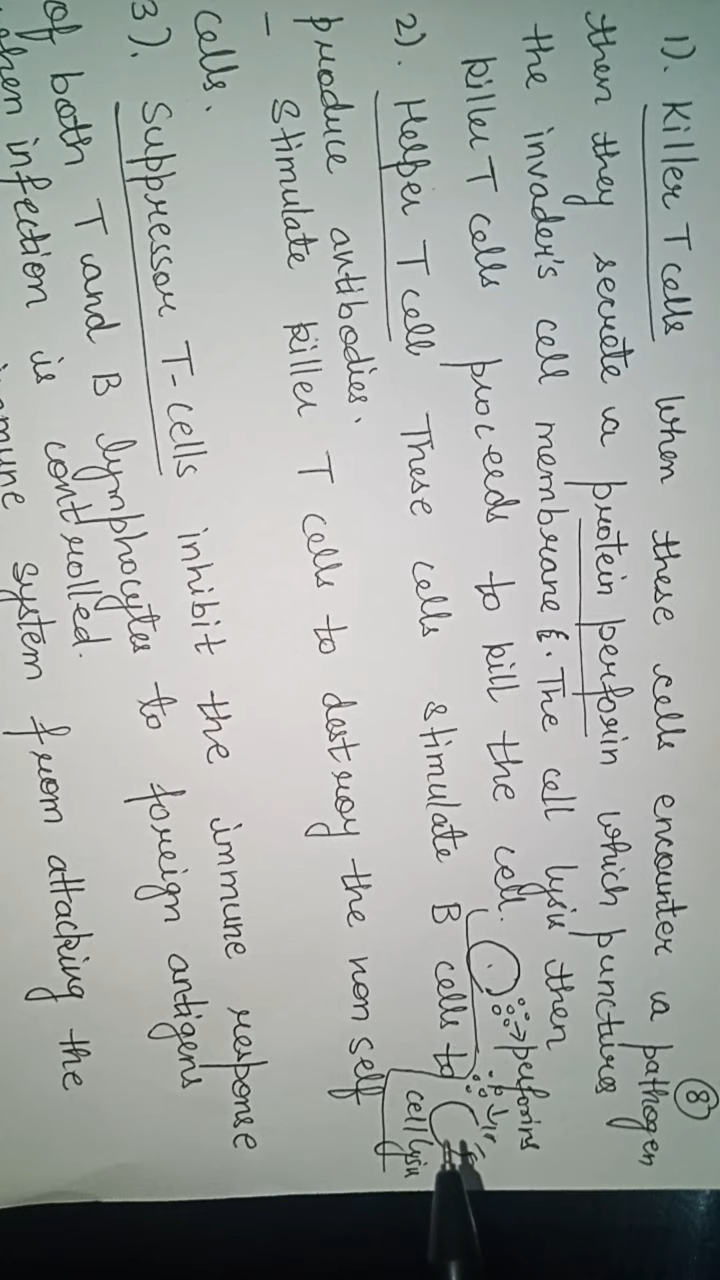 8
1). Killer T cells when these cells encounter a pathogen
then they secrete a protein perforin which punctures
the invader's cell membrane &. The cell lysis then
killer T cells proceeds to kill the cell.
→ perforins
cell lysis
2). Helper T cell These cells stimulate B cells to
produce antibodies.
- Stimulate killer T cells to destroy the non self
cells.
3). Suppressor T-cells inhibit the immune response
of both T and B lymphocytes to foreign antigens
when infection is controlled.
immune system from attacking the